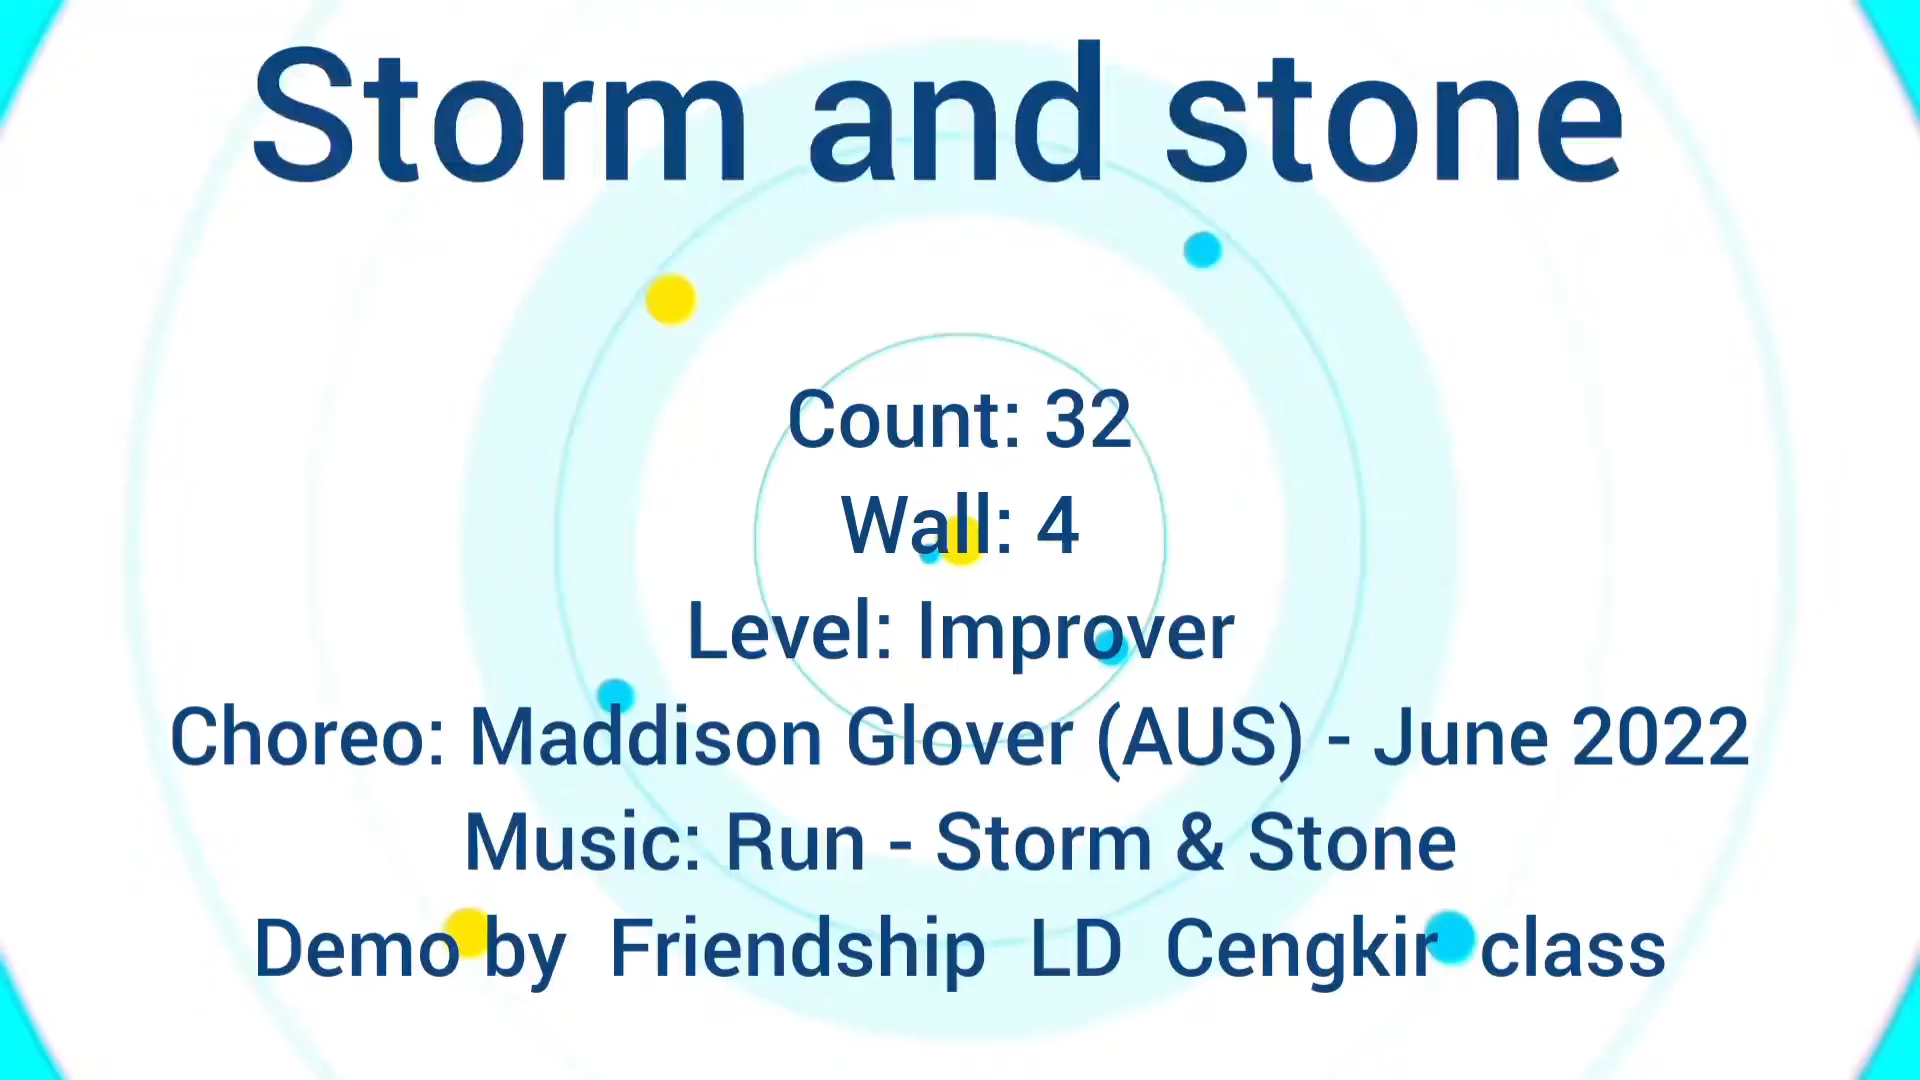 Storm and stone
Count: 32
Wall: 4
Level: Improver
Choreo: Maddison Glover (AUS) - June 2022
Music: Run - Storm & Stone
Demo by Friendship LD Cengkir class